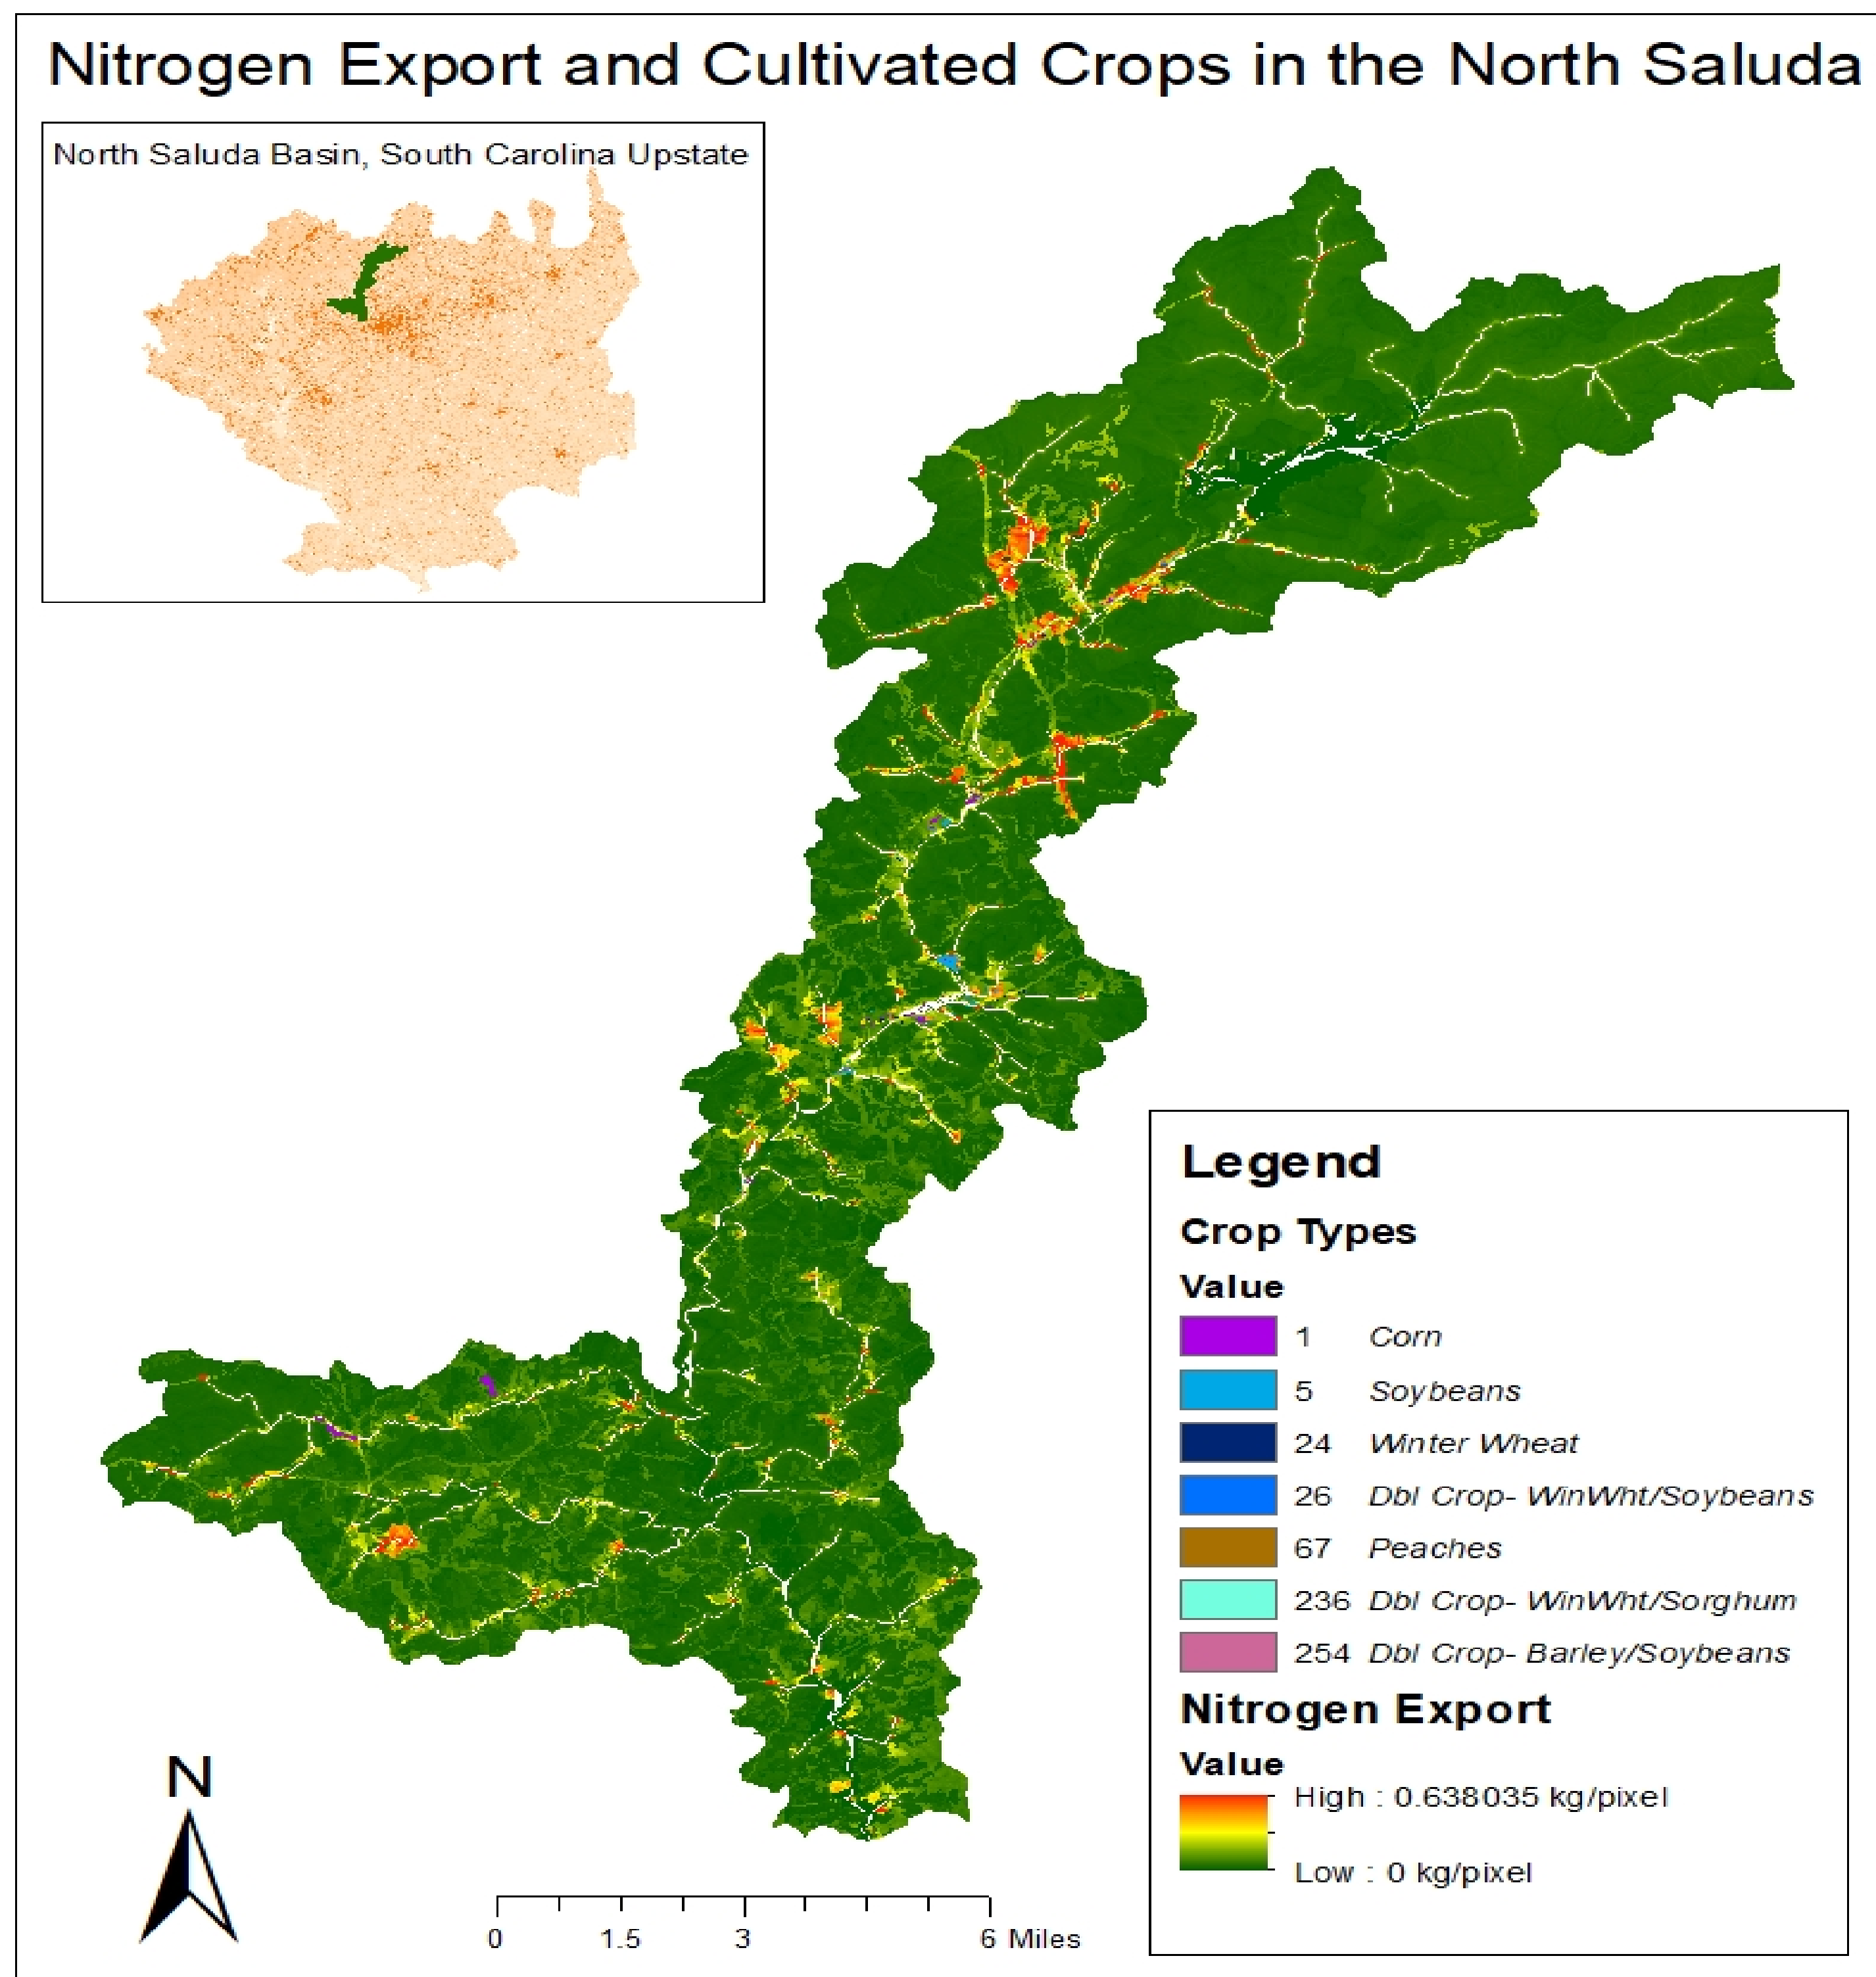 Nitrogen Export and Cultivated Crops in the North Saluda
North Saluda Basin, South Carolina Upstate
Legend
Crop Types
Value
1 Corn
5 Soybeans
24 Winter Wheat
26 Dbl Crop- WinWht/Soybeans
67 Peaches
236 Dbl Crop- WinWht/Sorghum
254 Dbl Crop- Barley/Soybeans
Nitrogen Export
Value
High : 0.638035 kg/pixel
Low : 0 kg/pixel
N
0 1.5 3 6 Miles